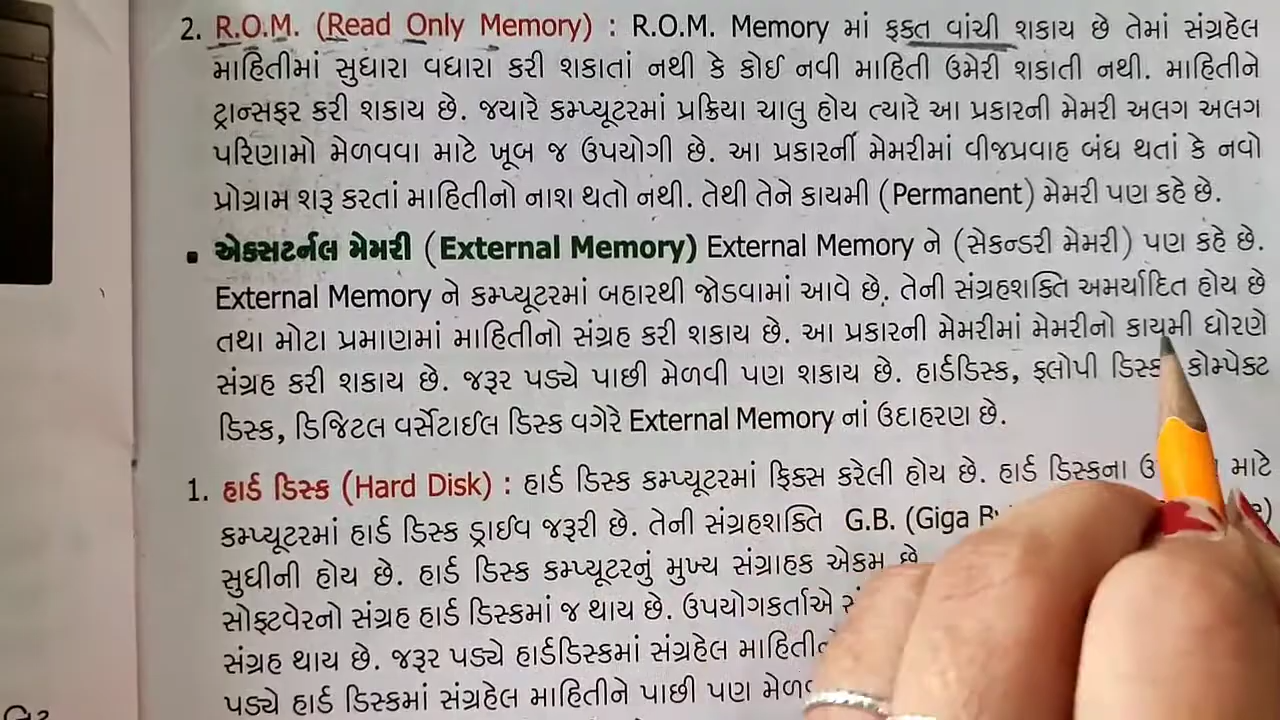 2. R.O.M. (Read Only Memory) : R.O.M. Memory માં ફક્ત વાંચી શકાય છે તેમાં સંગ્રહેલ
માહિતીમાં સુધારા વધારા કરી શકાતાં નથી કે કોઈ નવી માહિતી ઉમેરી શકાતી નથી. માહિતીને
ટ્રાન્સફર કરી શકાય છે. જયારે કમ્પ્યૂટરમાં પ્રક્રિયા ચાલુ હોય ત્યારે આ પ્રકારની મેમરી અલગ અલગ
પરિણામો મેળવવા માટે ખૂબ જ ઉપયોગી છે. આ પ્રકારની મેમરીમાં વીજપ્રવાહ બંધ થતાં કે નવો
પ્રોગ્રામ શરૂ કરતાં માહિતીનો નાશ થતો નથી. તેથી તેને કાયમી (Permanent) મેમરી પણ કહે છે.
▪ એક્સટર્નલ મેમરી (External Memory) External Memory ને (સેકન્ડરી મેમરી) પણ કહે છે.
External Memory ને કમ્પ્યૂટરમાં બહારથી જોડવામાં આવે છે. તેની સંગ્રહશક્તિ અમર્યાદિત હોય છે
તથા મોટા પ્રમાણમાં માહિતીનો સંગ્રહ કરી શકાય છે. આ પ્રકારની મેમરીમાં મેમરીનો કાયમી ધોરણે
સંગ્રહ કરી શકાય છે. જરૂર પડ્યે પાછી મેળવી પણ શકાય છે. હાર્ડડિસ્ક, ફ્લોપી ડિસ્ક કોમ્પેક્ટ
ડિસ્ક, ડિજિટલ વર્સેટાઈલ ડિસ્ક વગેરે External Memory નાં ઉદાહરણ છે.
1. હાર્ડ ડિસ્ક (Hard Disk) : હાર્ડ ડિસ્ક કમ્પ્યૂટરમાં ફિક્સ કરેલી હોય છે. હાર્ડ ડિસ્કના માટે
કમ્પ્યૂટરમાં હાર્ડ ડિસ્ક ડ્રાઈવ જરૂરી છે. તેની સંગ્રહશક્તિ G.B. (Giga
સુધીની હોય છે. હાર્ડ ડિસ્ક કમ્પ્યૂટરનું મુખ્ય સંગ્રાહક એકમ છે
સોફ્ટવેરનો સંગ્રહ હાર્ડ ડિસ્કમાં જ થાય છે. ઉપયોગકર્તાએ
સંગ્રહ થાય છે. જરૂર પડ્યે હાર્ડડિસ્કમાં સંગ્રહેલ
પડ્યે હાર્ડ ડિસ્કમાં સંગ્રહેલ માહિતીને પાછી પણ